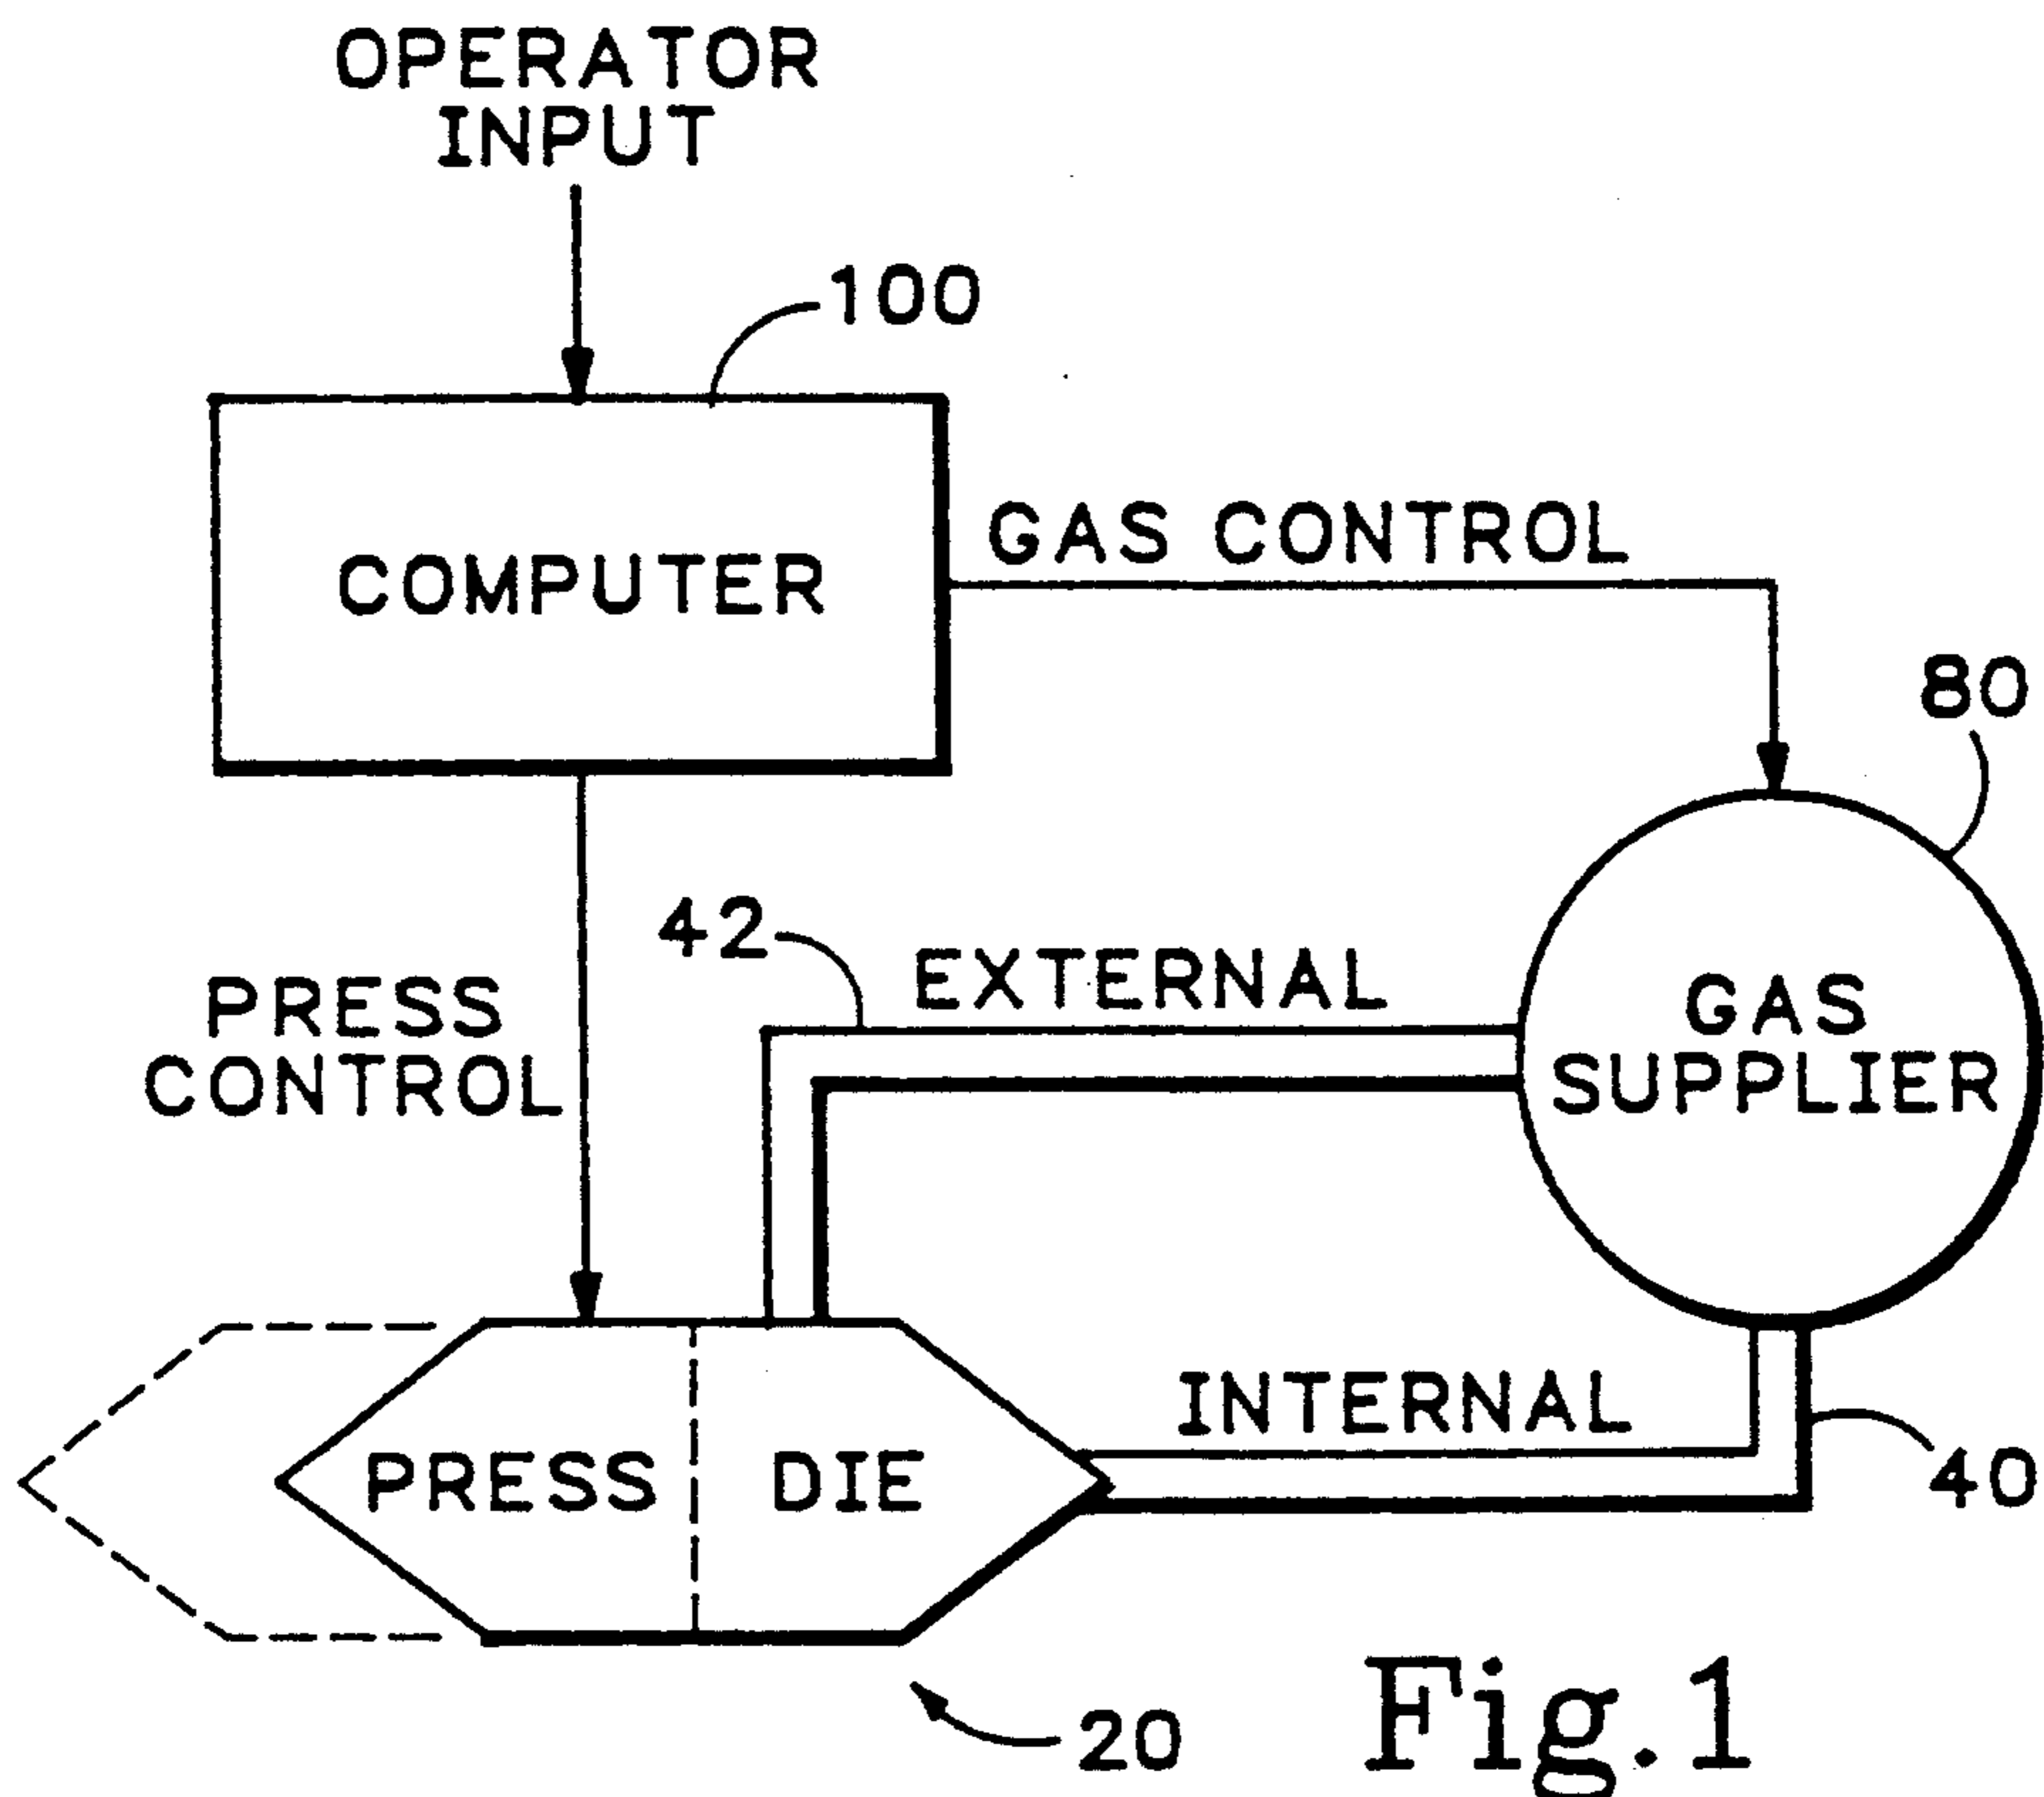 OPERATOR
INPUT
100
COMPUTER
GAS CONTROL
80
42
EXTERNAL
PRESS
CONTROL
GAS
SUPPLIER
INTERNAL
PRESS
DIE
40
20
Fig.1